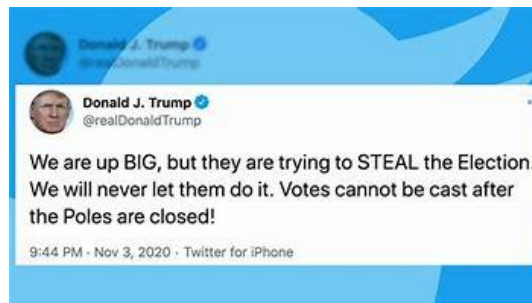 Donald J. Trump
@realDonaldTrump
Donald J. Trump
@realDonaldTrump
We are up BIG, but they are trying to STEAL the Election.
We will never let them do it. Votes cannot be cast after
the Poles are closed!
9:44 PM · Nov 3, 2020 · Twitter for iPhone